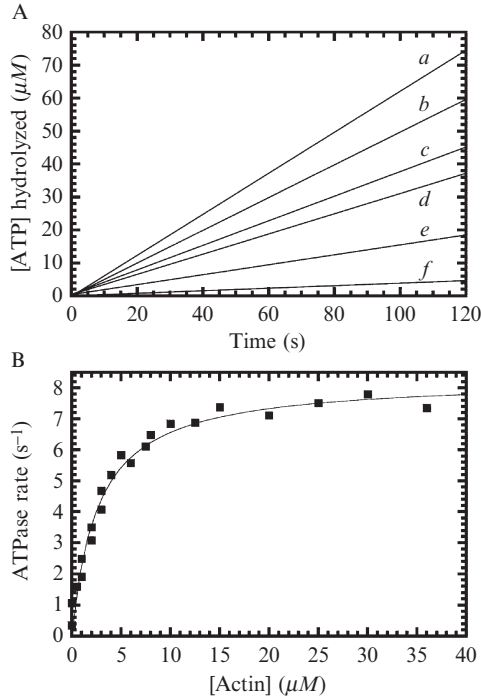 A
80
70
60
50
40
30
20
10
0
[ATP] hydrolyzed (μM)
a
b
c
d
e
f
0 20 40 60 80 100 120
Time (s)
B
8
7
6
5
4
3
2
1
0
ATPase rate (s⁻¹)
0 5 10 15 20 25 30 35 40
[Actin] (μM)